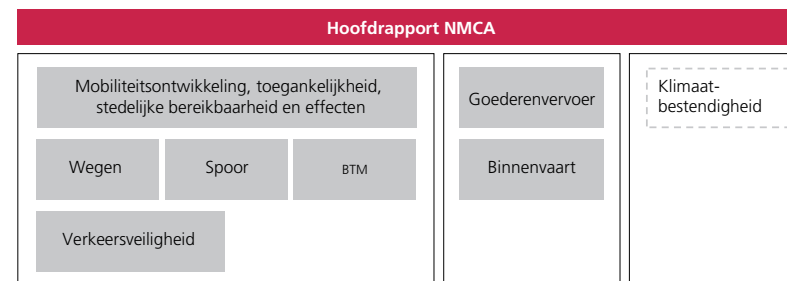 Hoofdrapport NMCA
Mobiliteitsontwikkeling, toegankelijkheid,
stedelijke bereikbaarheid en effecten
Wegen
Spoor
BTM
Verkeersveiligheid
Goederenvervoer
Binnenvaart
Klimaat-
bestendigheid